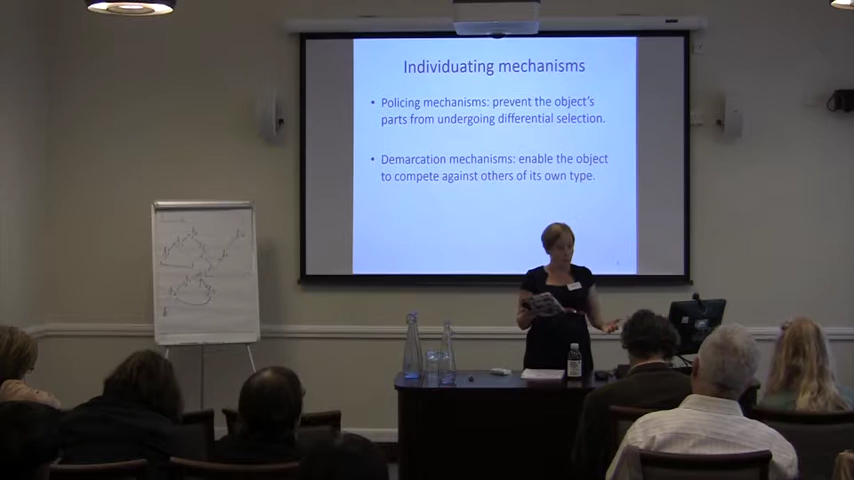 Individuating mechanisms
• Policing mechanisms: prevent the object's
parts from undergoing differential selection.
• Demarcation mechanisms: enable the object
to compete against others of its own type.